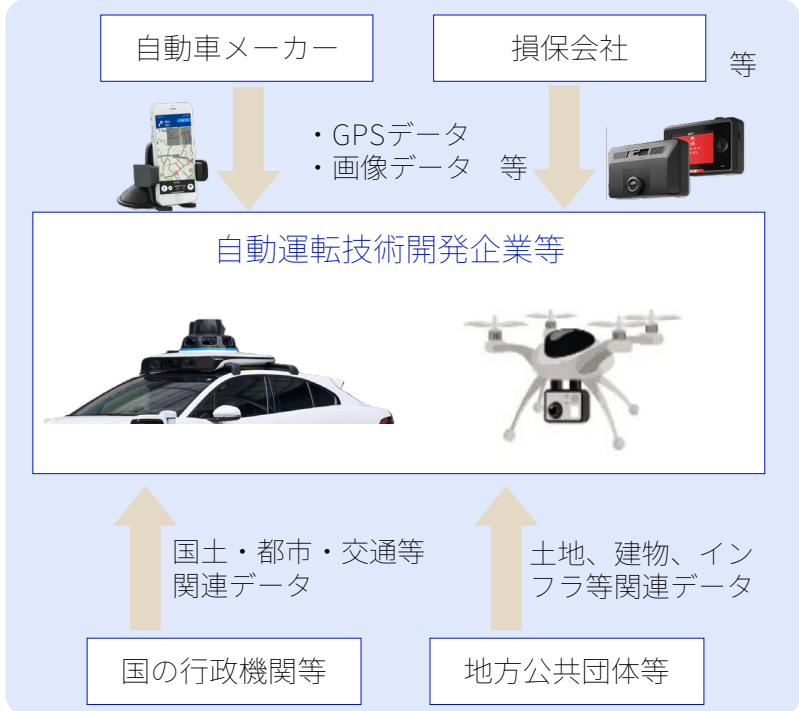 自動車メーカー
損保会社
等
・GPSデータ
・画像データ　等
自動運転技術開発企業等
国土・都市・交通等
関連データ
土地、建物、イン
フラ等関連データ
国の行政機関等
地方公共団体等